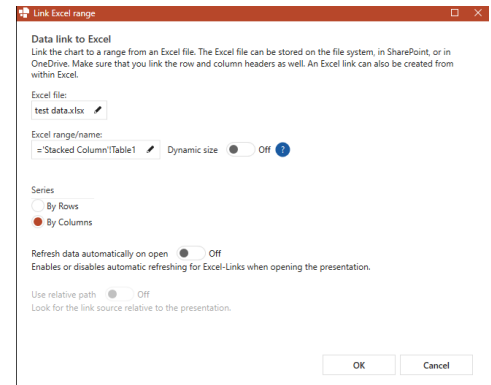 Link Excel range
Data link to Excel
Link the chart to a range from an Excel file. The Excel file can be stored on the file system, in SharePoint, or in
OneDrive. Make sure that you link the row and column headers as well. An Excel link can also be created from
within Excel.
Excel file:
test data.xlsx
Excel range/name:
='Stacked Column'!Table1 Dynamic size Off ?
Series
By Rows
By Columns
Refresh data automatically on open Off
Enables or disables automatic refreshing for Excel-Links when opening the presentation.
Use relative path Off
Look for the link source relative to the presentation.
OK Cancel